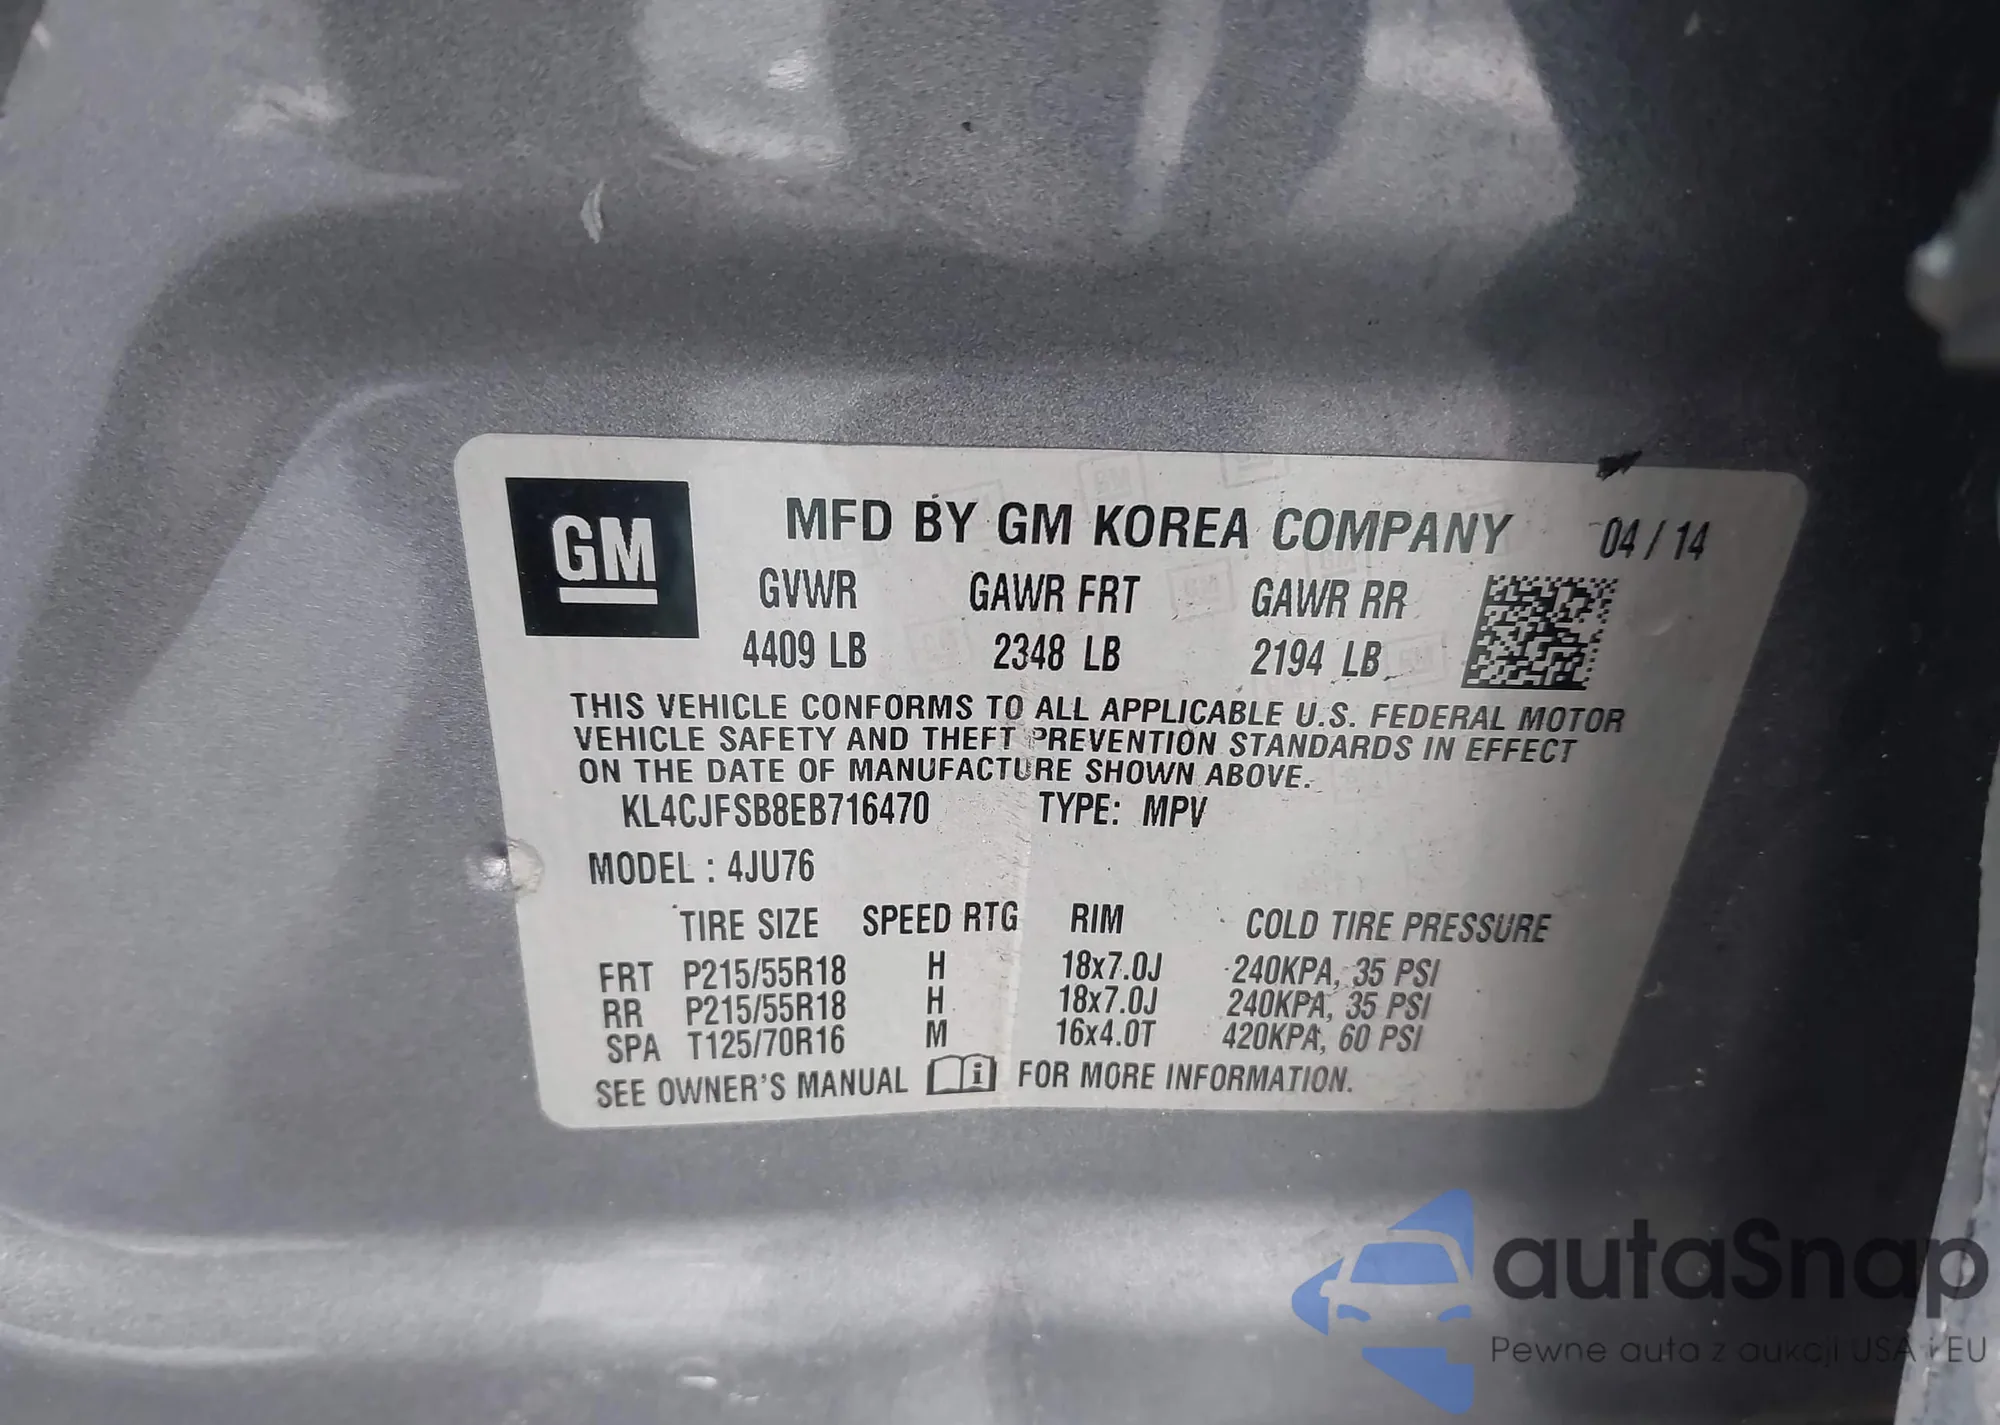 GM
MFD BY GM KOREA COMPANY 04 / 14
GVWR GAWR FRT GAWR RR
4409 LB 2348 LB 2194 LB
THIS VEHICLE CONFORMS TO ALL APPLICABLE U.S. FEDERAL MOTOR
VEHICLE SAFETY AND THEFT PREVENTION STANDARDS IN EFFECT
ON THE DATE OF MANUFACTURE SHOWN ABOVE.
KL4CJFSB8EB716470 TYPE: MPV
MODEL : 4JU76
TIRE SIZE SPEED RTG RIM COLD TIRE PRESSURE
FRT P215/55R18 H 18x7.0J 240KPA, 35 PSI
RR P215/55R18 H 18x7.0J 240KPA, 35 PSI
SPA T125/70R16 M 16x4.0T 420KPA, 60 PSI
SEE OWNER'S MANUAL i FOR MORE INFORMATION.
autaSnap
Pewne auta z aukcji USA i EU